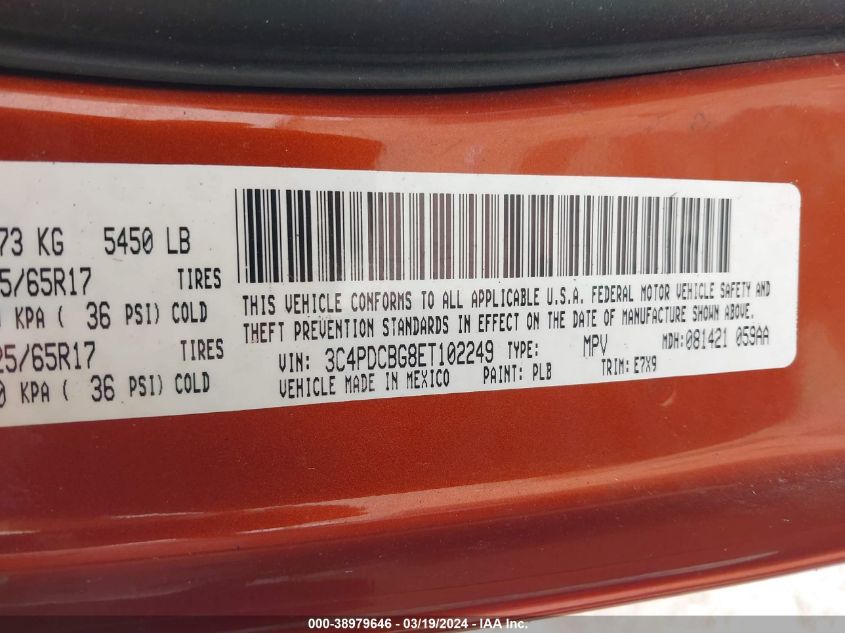 73 KG 5450 LB
5/65R17 TIRES
KPA ( 36 PSI) COLD
25/65R17 TIRES
0 KPA ( 36 PSI) COLD
THIS VEHICLE CONFORMS TO ALL APPLICABLE U.S.A. FEDERAL MOTOR VEHICLE SAFETY AND
THEFT PREVENTION STANDARDS IN EFFECT ON THE DATE OF MANUFACTURE SHOWN ABOVE.
VIN: 3C4PDCBG8ET102249 TYPE: MPV MDH:081421 059AA
VEHICLE MADE IN MEXICO PAINT: PLB TRIM: E7X9
000-38979646 — 03/19/2024 — IAA Inc.